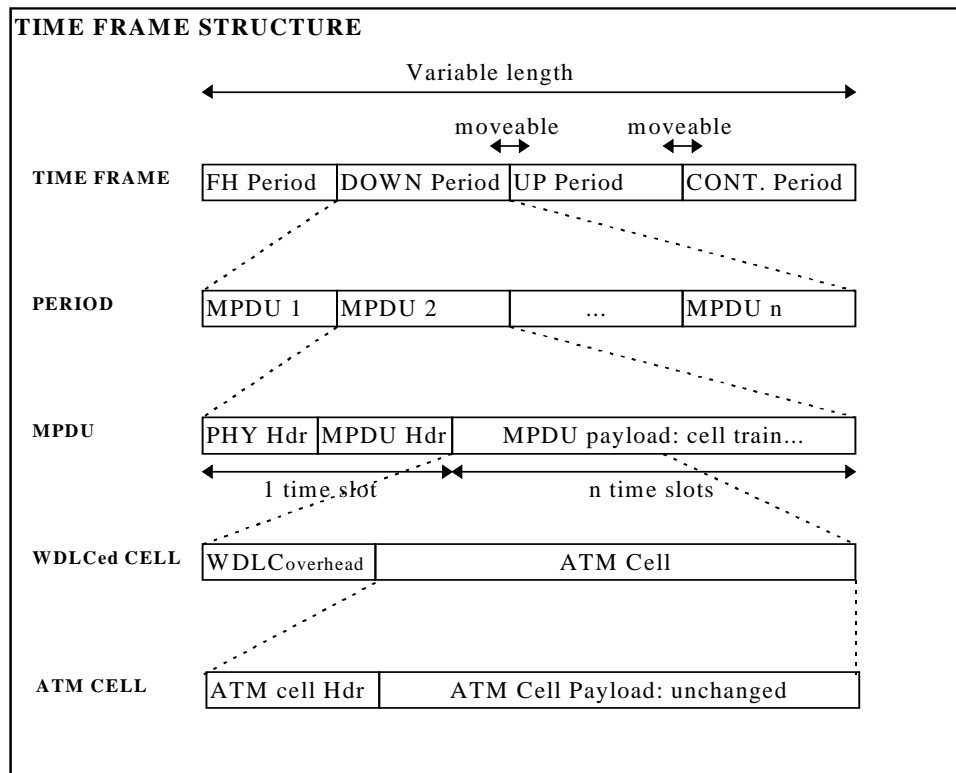 TIME FRAME STRUCTURE
Variable length
moveable moveable
TIME FRAME FH Period DOWN Period UP Period CONT. Period
PERIOD MPDU 1 MPDU 2 ... MPDU n
MPDU PHY Hdr MPDU Hdr MPDU payload: cell train...
1 time slot n time slots
WDLCed CELL WDLCoverhead ATM Cell
ATM CELL ATM cell Hdr ATM Cell Payload: unchanged